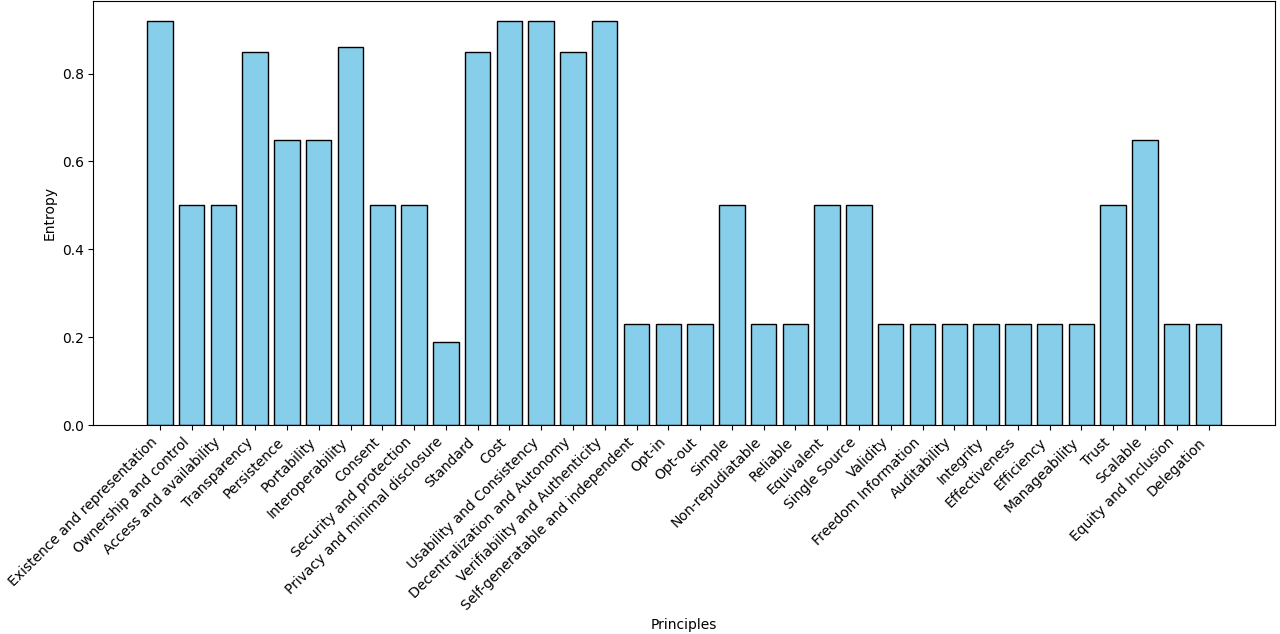 Entropy
0.8
0.6
0.4
0.2
0.0
Existence and representation
Ownership and control
Access and availability
Transparency
Persistence
Portability
Interoperability
Consent
Security and protection
Privacy and minimal disclosure
Standard
Cost
Usability and Consistency
Decentralization and Autonomy
Verifiability and Authenticity
Self-generatable and independent
Opt-in
Opt-out
Simple
Non-repudiatable
Reliable
Equivalent
Single Source
Validity
Freedom Information
Auditability
Integrity
Effectiveness
Efficiency
Manageability
Trust
Scalable
Equity and Inclusion
Delegation
Principles